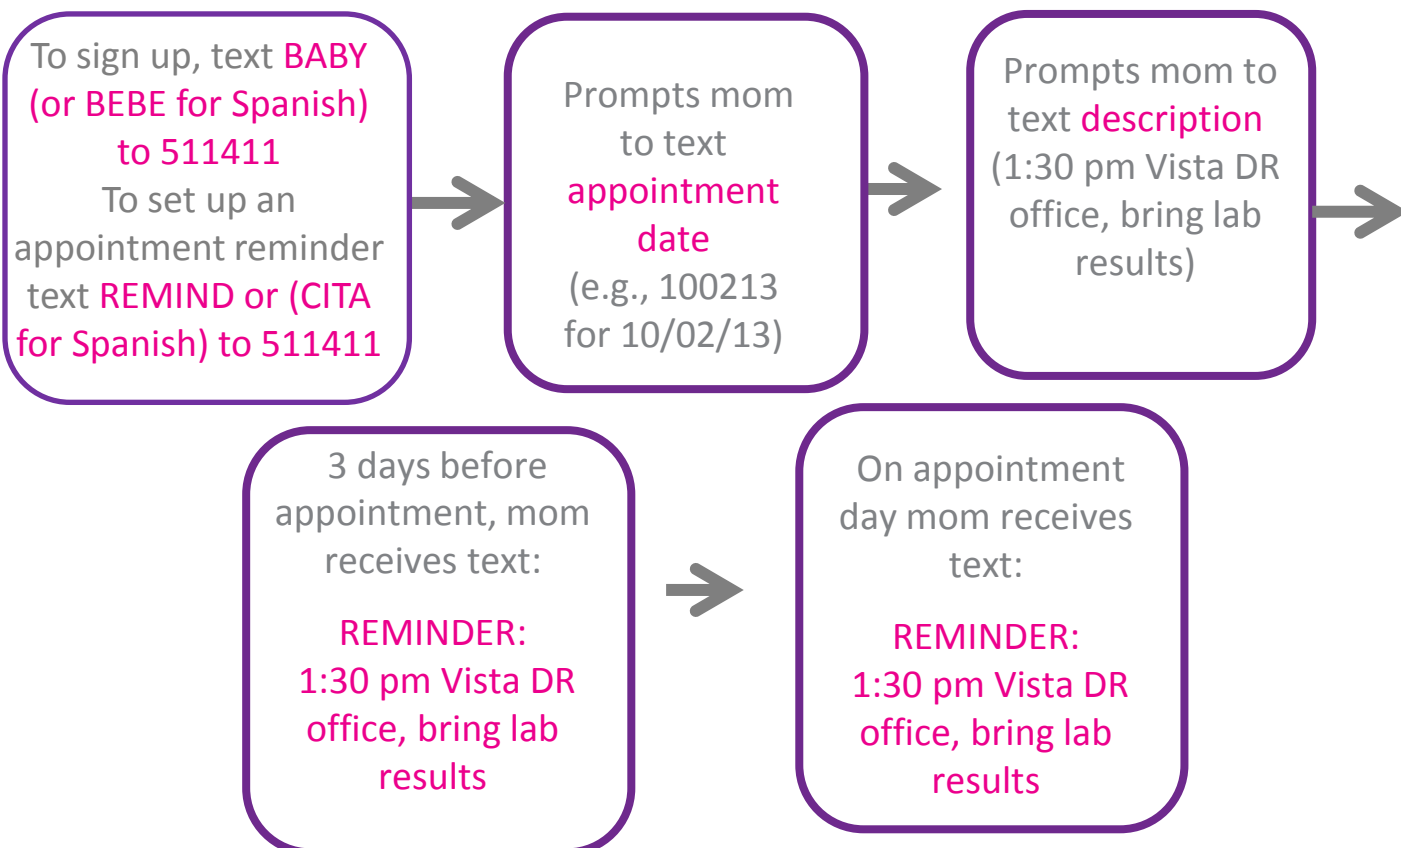 To sign up, text BABY
(or BEBE for Spanish)
to 511411
To set up an
appointment reminder
text REMIND or (CITA
for Spanish) to 511411
Prompts mom
to text
appointment
date
(e.g., 100213
for 10/02/13)
Prompts mom to
text description
(1:30 pm Vista DR
office, bring lab
results)
3 days before
appointment, mom
receives text:
REMINDER:
1:30 pm Vista DR
office, bring lab
results
On appointment
day mom receives
text:
REMINDER:
1:30 pm Vista DR
office, bring lab
results